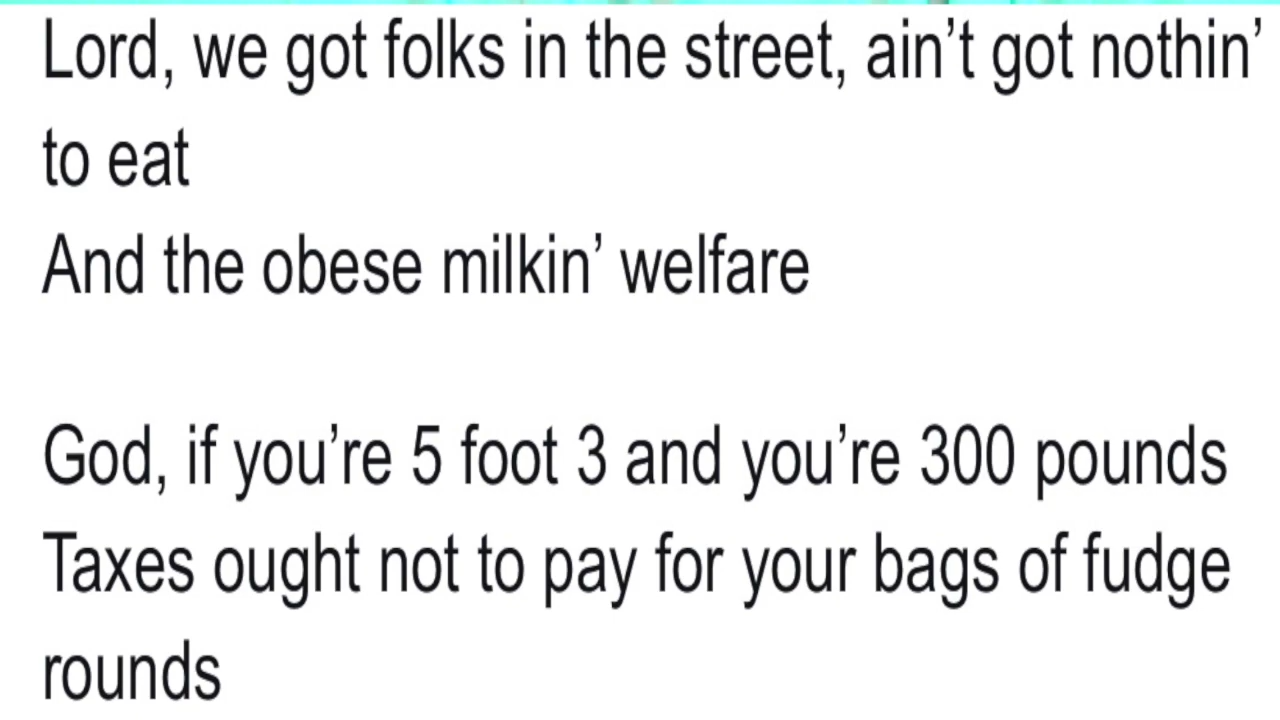 Lord, we got folks in the street, ain’t got nothin’
to eat
And the obese milkin’ welfare
God, if you’re 5 foot 3 and you’re 300 pounds
Taxes ought not to pay for your bags of fudge
rounds